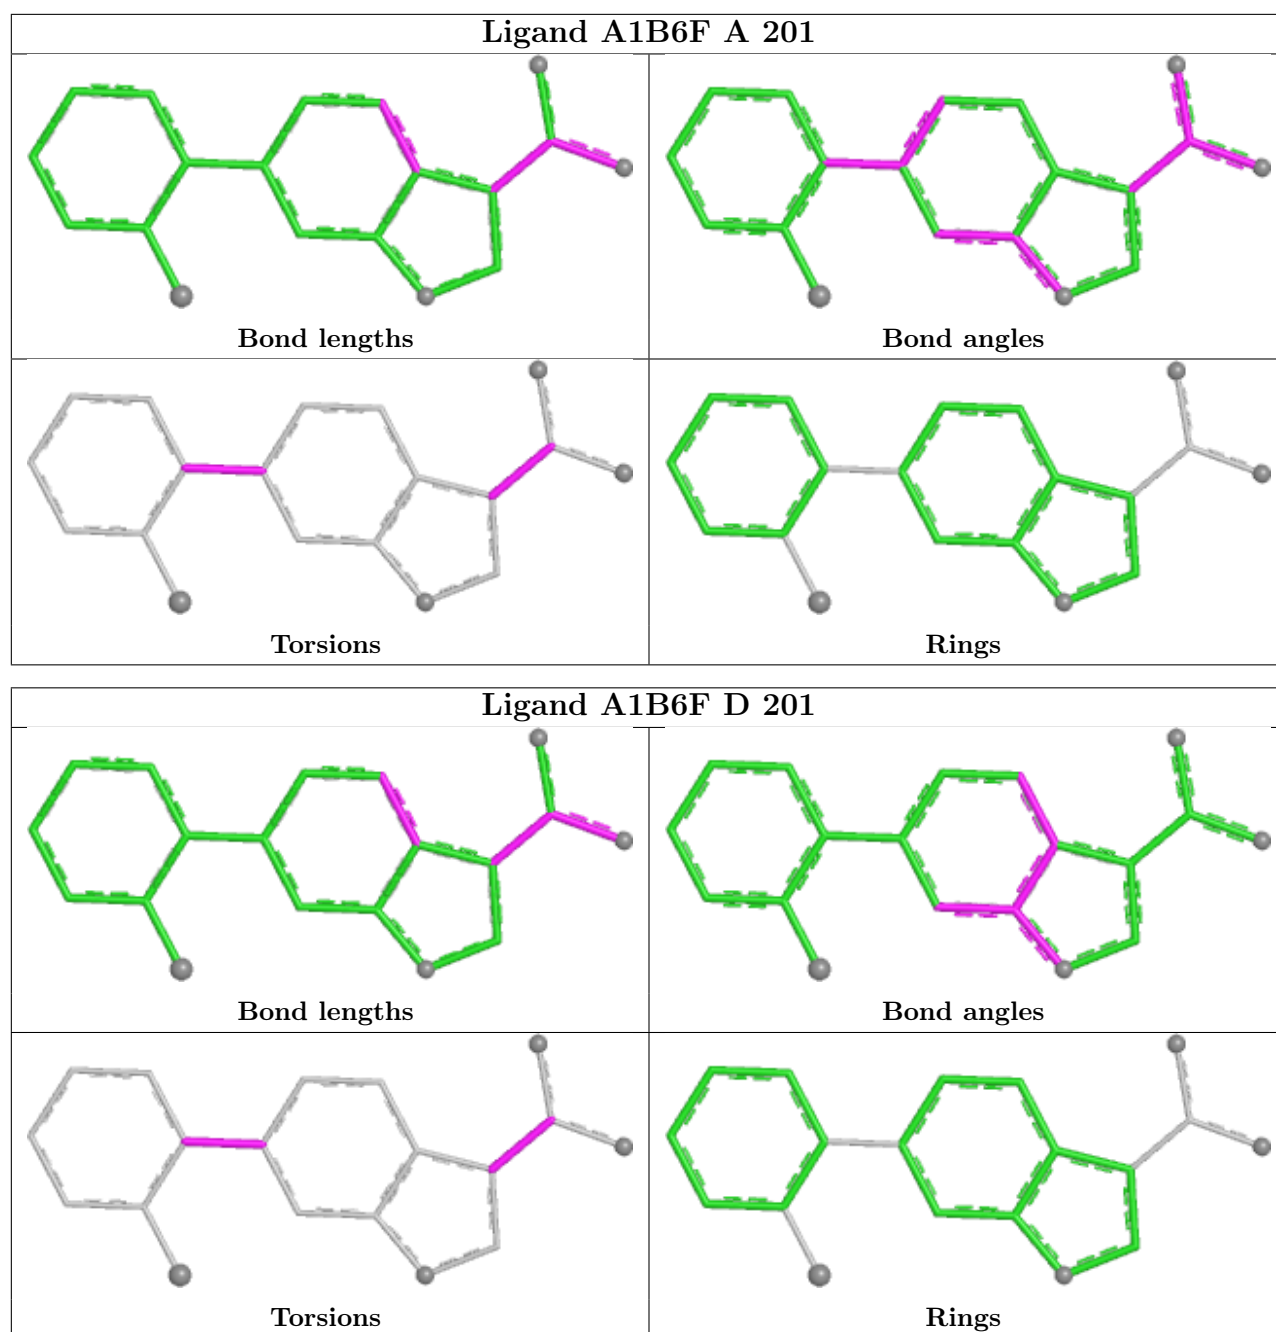 Ligand A1B6F A 201
Bond lengths
Bond angles
Torsions
Rings
Ligand A1B6F D 201
Bond lengths
Bond angles
Torsions
Rings